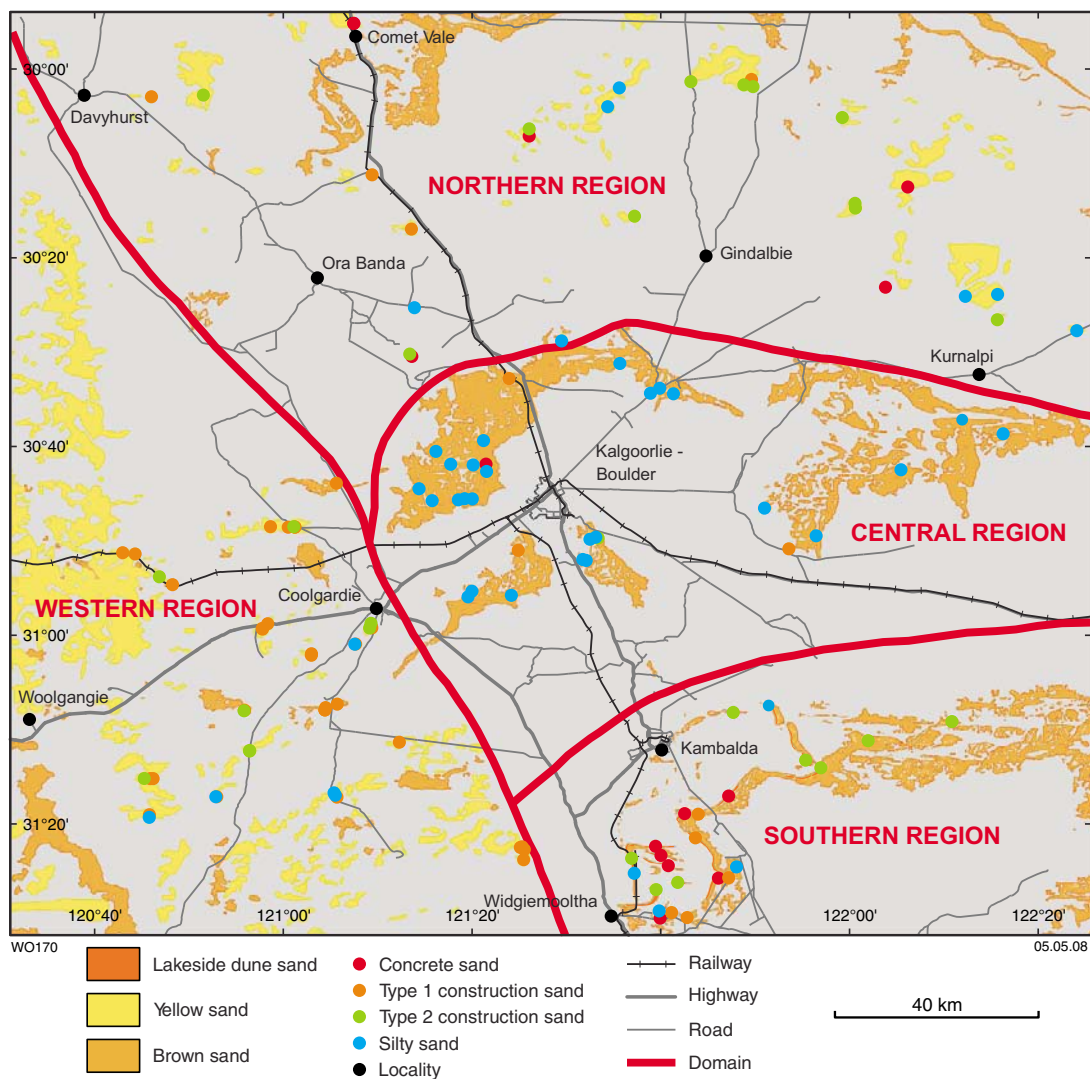 Comet Vale
30°00'
Davyhurst
NORTHERN REGION
30°20'
Ora Banda
Gindalbie
Kurnalpi
30°40'
Kalgoorlie -
Boulder
CENTRAL REGION
WESTERN REGION
Coolgardie
31°00'
Woolgangie
Kambalda
31°20'
SOUTHERN REGION
Widgiemooltha
120°40' 121°00' 121°20' 122°00' 122°20'
WO170 05.05.08
Lakeside dune sand
Yellow sand
Brown sand
Concrete sand
Type 1 construction sand
Type 2 construction sand
Silty sand
Locality
Railway
Highway
Road
Domain
40 km